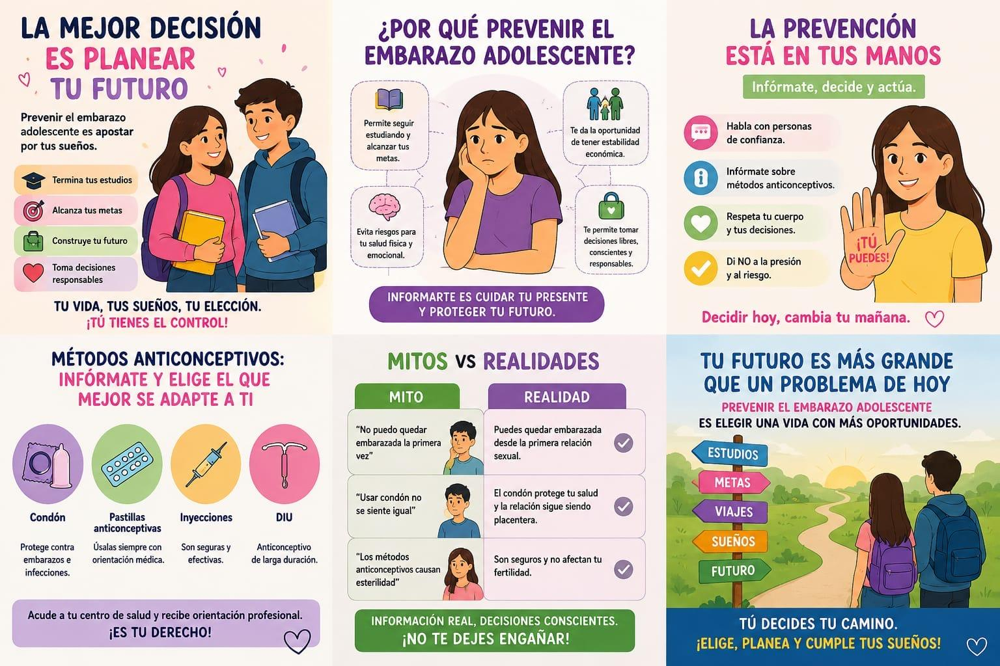 LA MEJOR DECISIÓN
ES PLANEAR
TU FUTURO
Prevenir el embarazo
adolescente es apostar
por tus sueños.
Termina tus estudios
Alcanza tus metas
Construye tu futuro
Toma decisiones
responsables
TU VIDA, TUS SUEÑOS, TU ELECCIÓN.
¡TÚ TIENES EL CONTROL!
¿POR QUÉ PREVENIR EL
EMBARAZO ADOLESCENTE?
Permite seguir
estudiando y
alcanzar tus
metas.
Te da la oportunidad
de tener estabilidad
económica.
Evita riesgos para
tu salud física y
emocional.
Te permite tomar
decisiones libres,
conscientes y
responsables.
INFORMARTE ES CUIDAR TU PRESENTE
Y PROTEGER TU FUTURO.
LA PREVENCIÓN
ESTÁ EN TUS MANOS
Infórmate, decide y actúa.
Habla con personas
de confianza.
Infórmate sobre
métodos anticonceptivos.
Respeta tu cuerpo
y tus decisiones.
Di NO a la presión
y al riesgo.
¡TÚ
PUEDES!
Decidir hoy, cambia tu mañana.
MÉTODOS ANTICONCEPTIVOS:
INFÓRMATE Y ELIGE EL QUE
MEJOR SE ADAPTE A TI
Condón
Protege contra
embarazos e
infecciones.
Pastillas
anticonceptivas
Úsalas siempre con
orientación médica.
Inyecciones
Son seguras y
efectivas.
DIU
Anticonceptivo
de larga duración.
Acude a tu centro de salud y recibe orientación profesional.
¡ES TU DERECHO!
MITOS VS REALIDADES
MITO
REALIDAD
"No puedo quedar
embarazada la primera
vez"
Puedes quedar embarazada
desde la primera relación
sexual.
"Usar condón no
se siente igual"
El condón protege tu salud
y la relación sigue siendo
placentera.
"Los métodos
anticonceptivos causan
esterilidad"
Son seguros y no afectan tu
fertilidad.
INFORMACIÓN REAL, DECISIONES CONSCIENTES.
¡NO TE DEJES ENGAÑAR!
TU FUTURO ES MÁS GRANDE
QUE UN PROBLEMA DE HOY
PREVENIR EL EMBARAZO ADOLESCENTE
ES ELEGIR UNA VIDA CON MÁS OPORTUNIDADES.
ESTUDIOS
METAS
VIAJES
SUEÑOS
FUTURO
TÚ DECIDES TU CAMINO.
¡ELIGE, PLANEA Y CUMPLE TUS SUEÑOS!